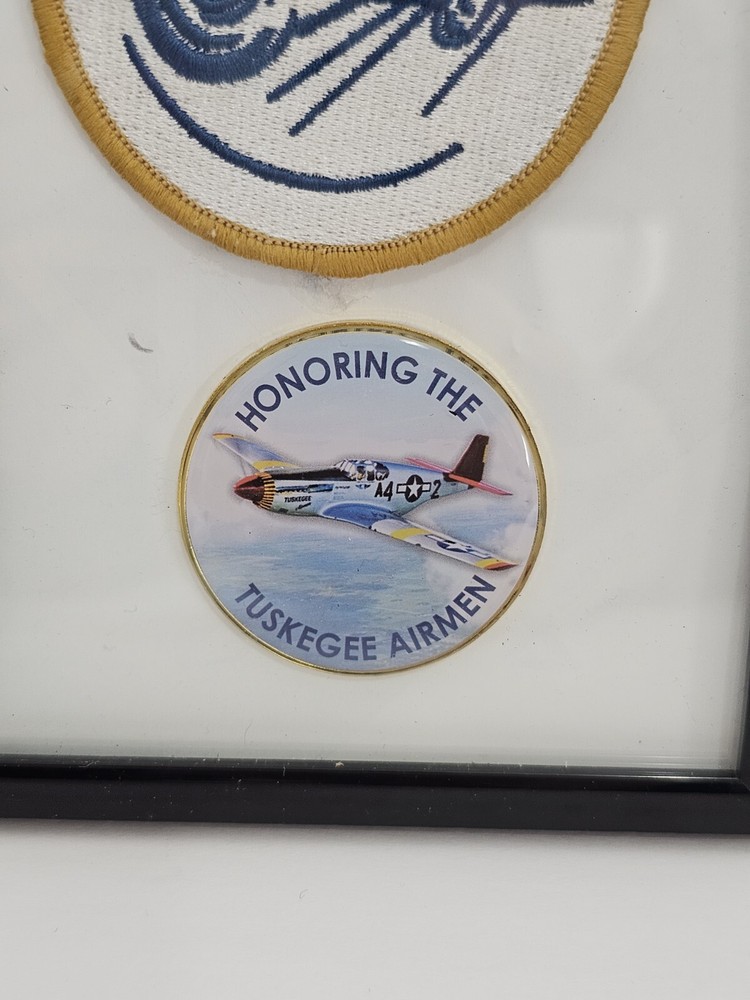 HONORING THE
A4 2
TUSKEGEE
TUSKEGEE AIRMEN